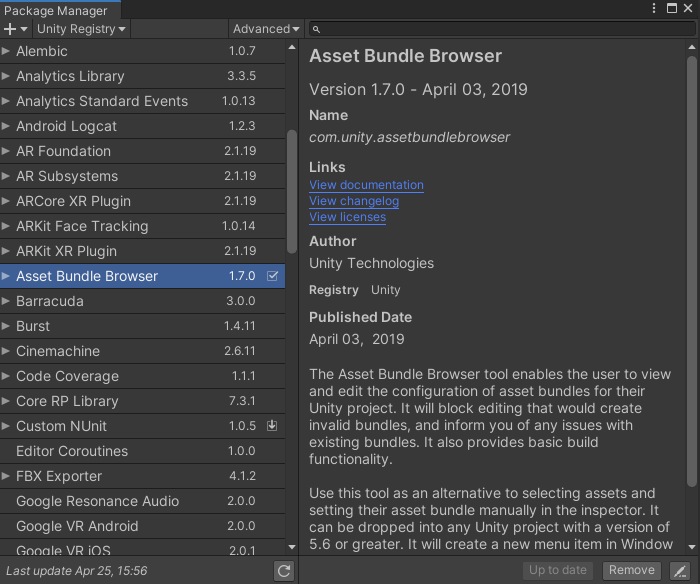 Package Manager
Unity Registry
Advanced
Alembic 1.0.7
Analytics Library 3.3.5
Analytics Standard Events 1.0.13
Android Logcat 1.2.3
AR Foundation 2.1.19
AR Subsystems 2.1.19
ARCore XR Plugin 2.1.19
ARKit Face Tracking 1.0.14
ARKit XR Plugin 2.1.19
Asset Bundle Browser 1.7.0
Barracuda 3.0.0
Burst 1.4.11
Cinemachine 2.6.11
Code Coverage 1.1.1
Core RP Library 7.3.1
Custom NUnit 1.0.5
Editor Coroutines 1.0.0
FBX Exporter 4.1.2
Google Resonance Audio 2.0.0
Google VR Android 2.0.0
Google VR iOS 2.0.1
Last update Apr 25, 15:56
Asset Bundle Browser
Version 1.7.0 - April 03, 2019
Name
com.unity.assetbundlebrowser
Links
View documentation
View changelog
View licenses
Author
Unity Technologies
Registry Unity
Published Date
April 03, 2019
The Asset Bundle Browser tool enables the user to view
and edit the configuration of asset bundles for their
Unity project. It will block editing that would create
invalid bundles, and inform you of any issues with
existing bundles. It also provides basic build
functionality.
Use this tool as an alternative to selecting assets and
setting their asset bundle manually in the inspector. It
can be dropped into any Unity project with a version of
5.6 or greater. It will create a new menu item in Window
Up to date
Remove